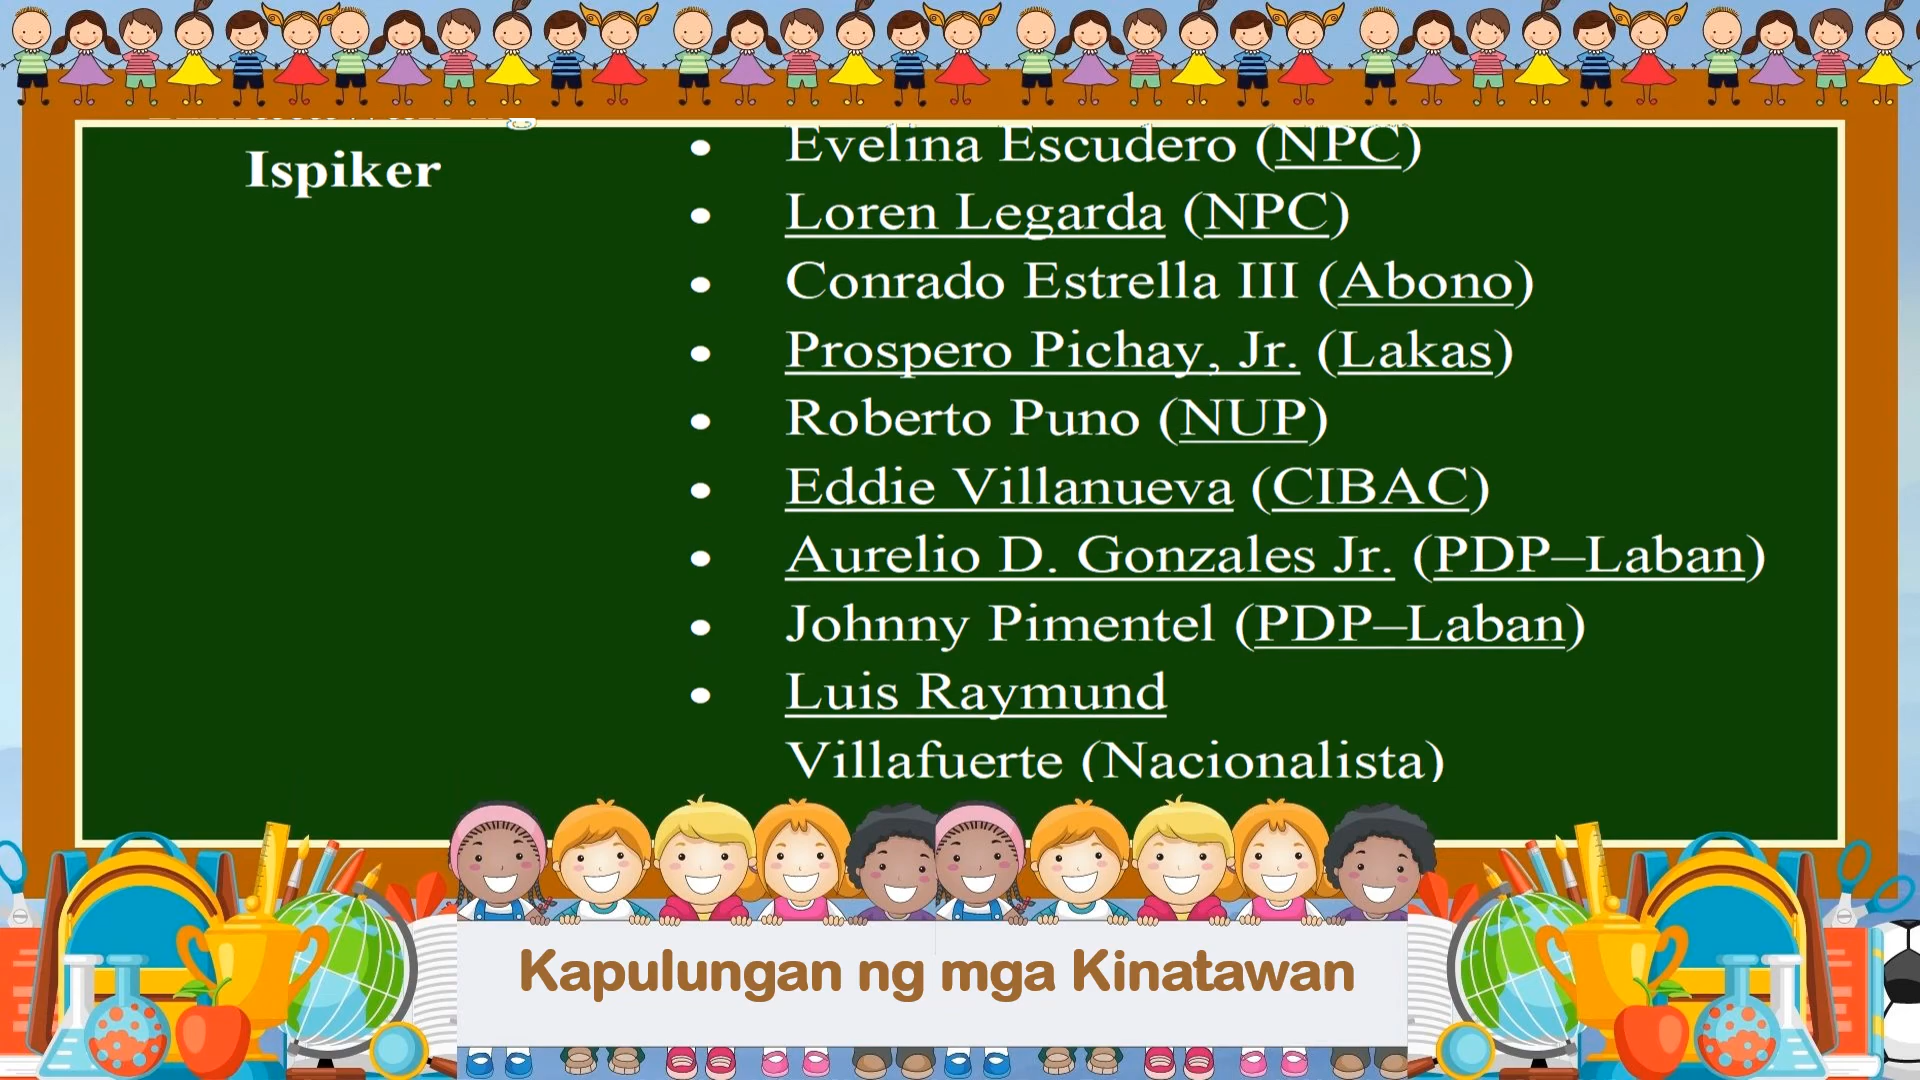 Ispiker
• Evelina Escudero (NPC)
• Loren Legarda (NPC)
• Conrado Estrella III (Abono)
• Prospero Pichay, Jr. (Lakas)
• Roberto Puno (NUP)
• Eddie Villanueva (CIBAC)
• Aurelio D. Gonzales Jr. (PDP–Laban)
• Johnny Pimentel (PDP–Laban)
• Luis Raymund
Villafuerte (Nacionalista)
Kapulungan ng mga Kinatawan